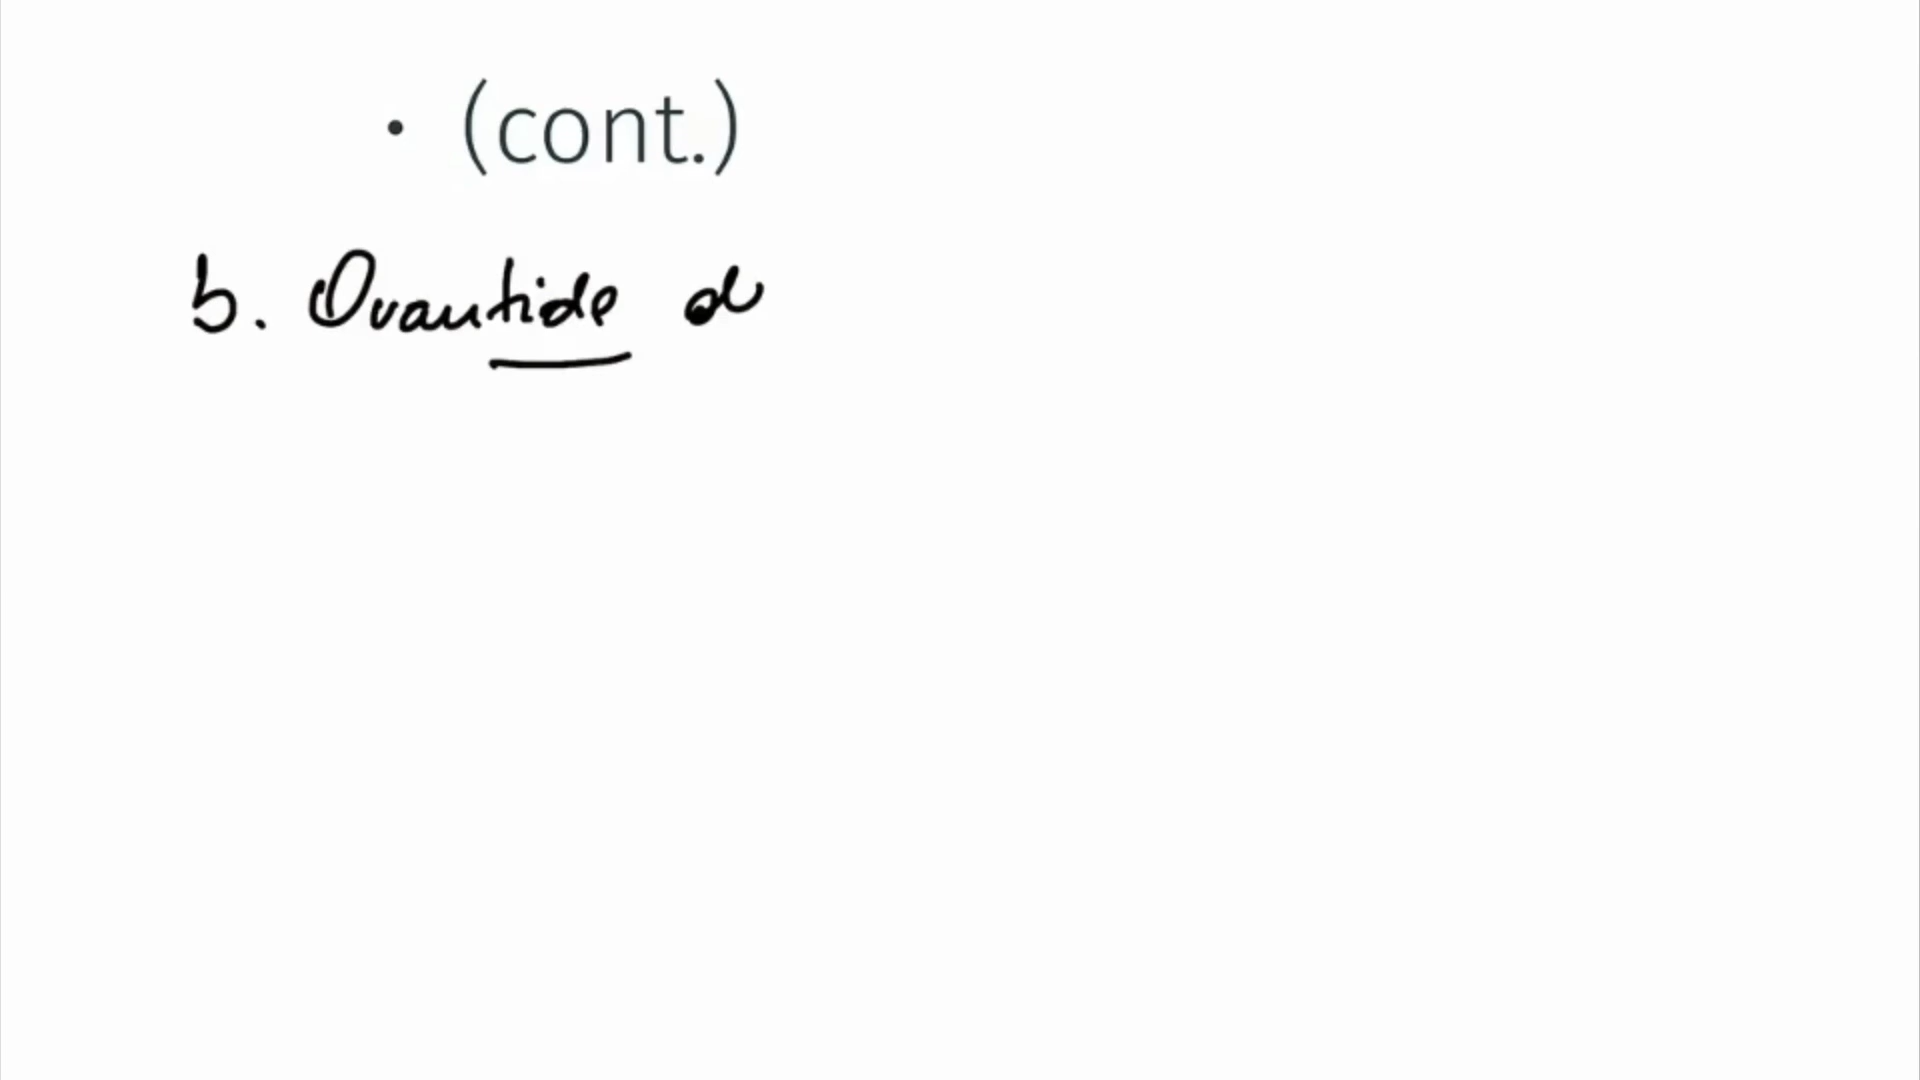 • (cont.)
b. Quantide d